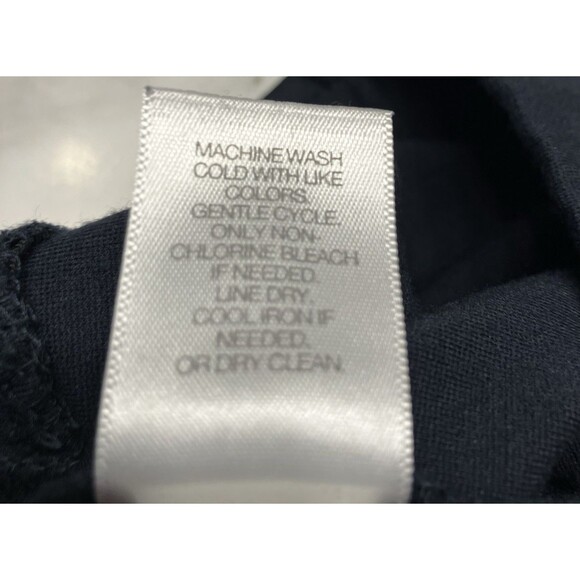 MACHINE WASH
COLD WITH LIKE
COLORS.
GENTLE CYCLE.
ONLY NON-
CHLORINE BLEACH
IF NEEDED.
LINE DRY.
COOL IRON IF
NEEDED.
OR DRY CLEAN.